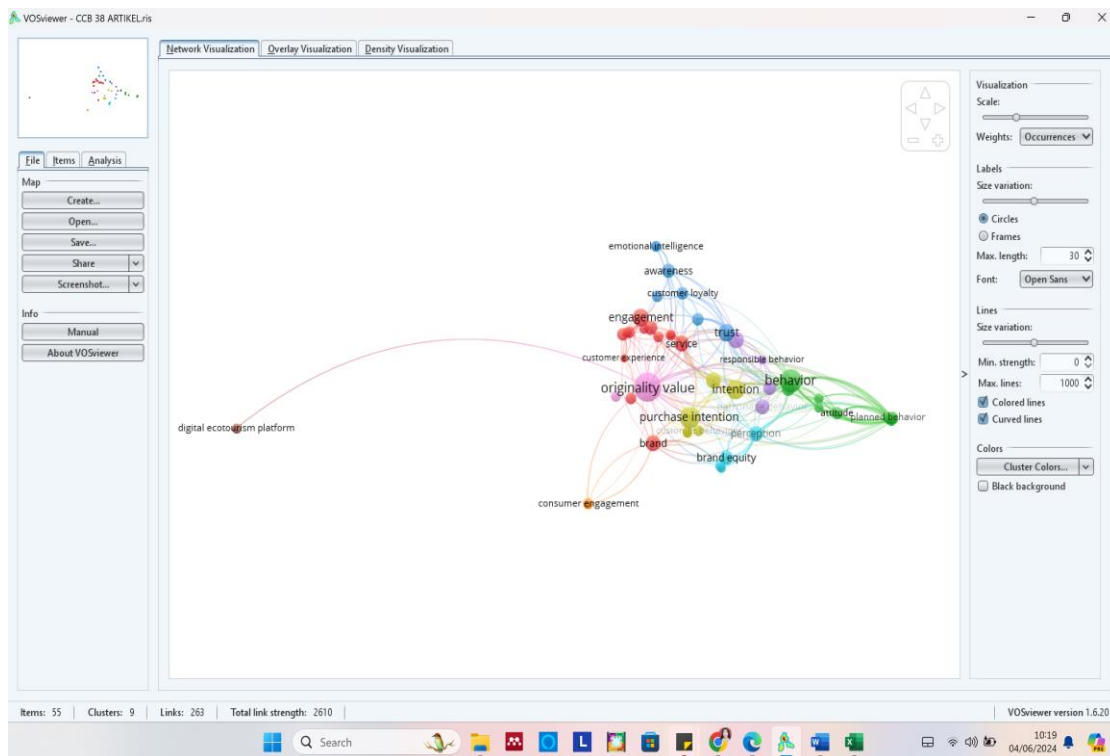 VOSviewer - CCB 38 ARTIKEL.ris
Network Visualization Overlay Visualization Density Visualization
File Items Analysis
Map
Create...
Open...
Save...
Share
Screenshot...
Info
Manual
About VOSviewer
emotional intelligence
awareness
customer loyalty
engagement
trust
service
customer experience
responsible behavior
originality value
intention
behavior
purchase intention
attitude
planned behavior
digital ecotourism platform
perception
brand
brand equity
consumer engagement
Visualization
Scale:
Weights: Occurrences
Labels
Size variation:
Circles
Frames
Max. length: 30
Font: Open Sans
Lines
Size variation:
Min. strength: 0
Max. lines: 1000
Colored lines
Curved lines
Colors
Cluster Colors...
Black background
Items: 55 Clusters: 9 Links: 263 Total link strength: 2610 VOSviewer version 1.6.20
Search
10:19
04/06/2024